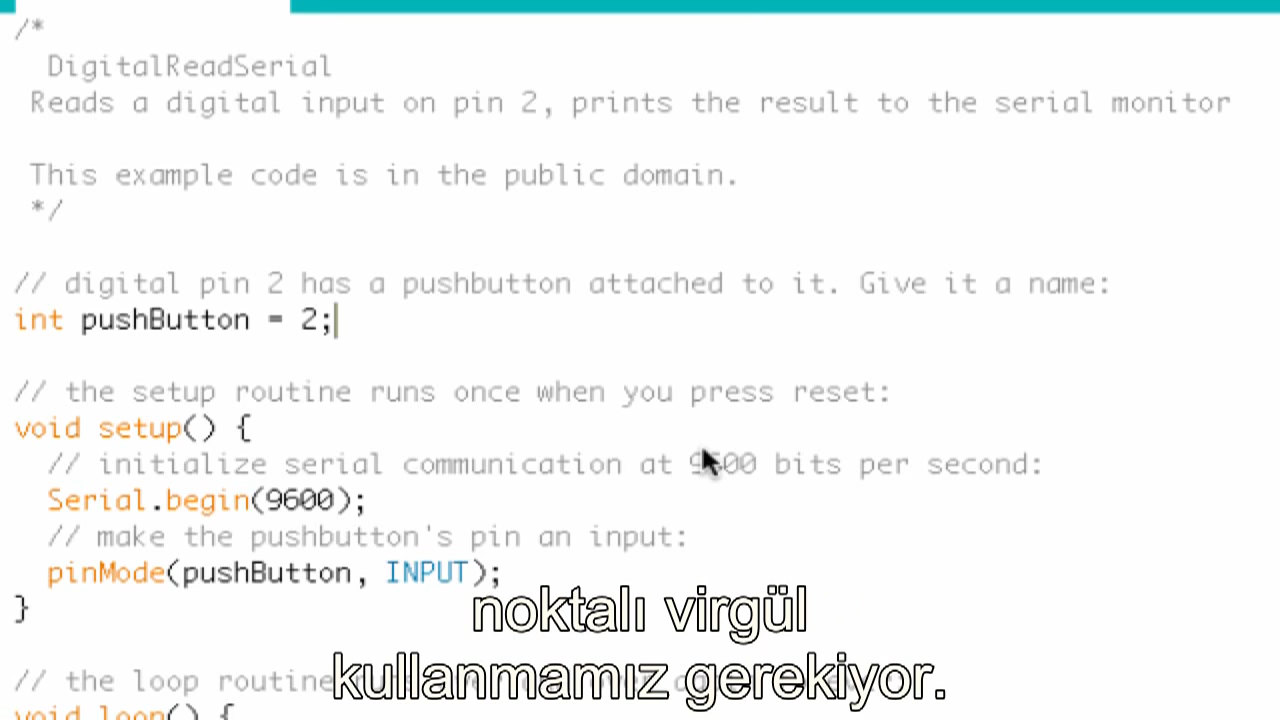 /*
DigitalReadSerial
Reads a digital input on pin 2, prints the result to the serial monitor
This example code is in the public domain.
*/
// digital pin 2 has a pushbutton attached to it. Give it a name:
int pushButton = 2;
// the setup routine runs once when you press reset:
void setup() {
// initialize serial communication at 9600 bits per second:
Serial.begin(9600);
// make the pushbutton's pin an input:
pinMode(pushButton, INPUT);
}
noktalı virgül
// the loop routine
kullanmamız gerekiyor.
void loop() {